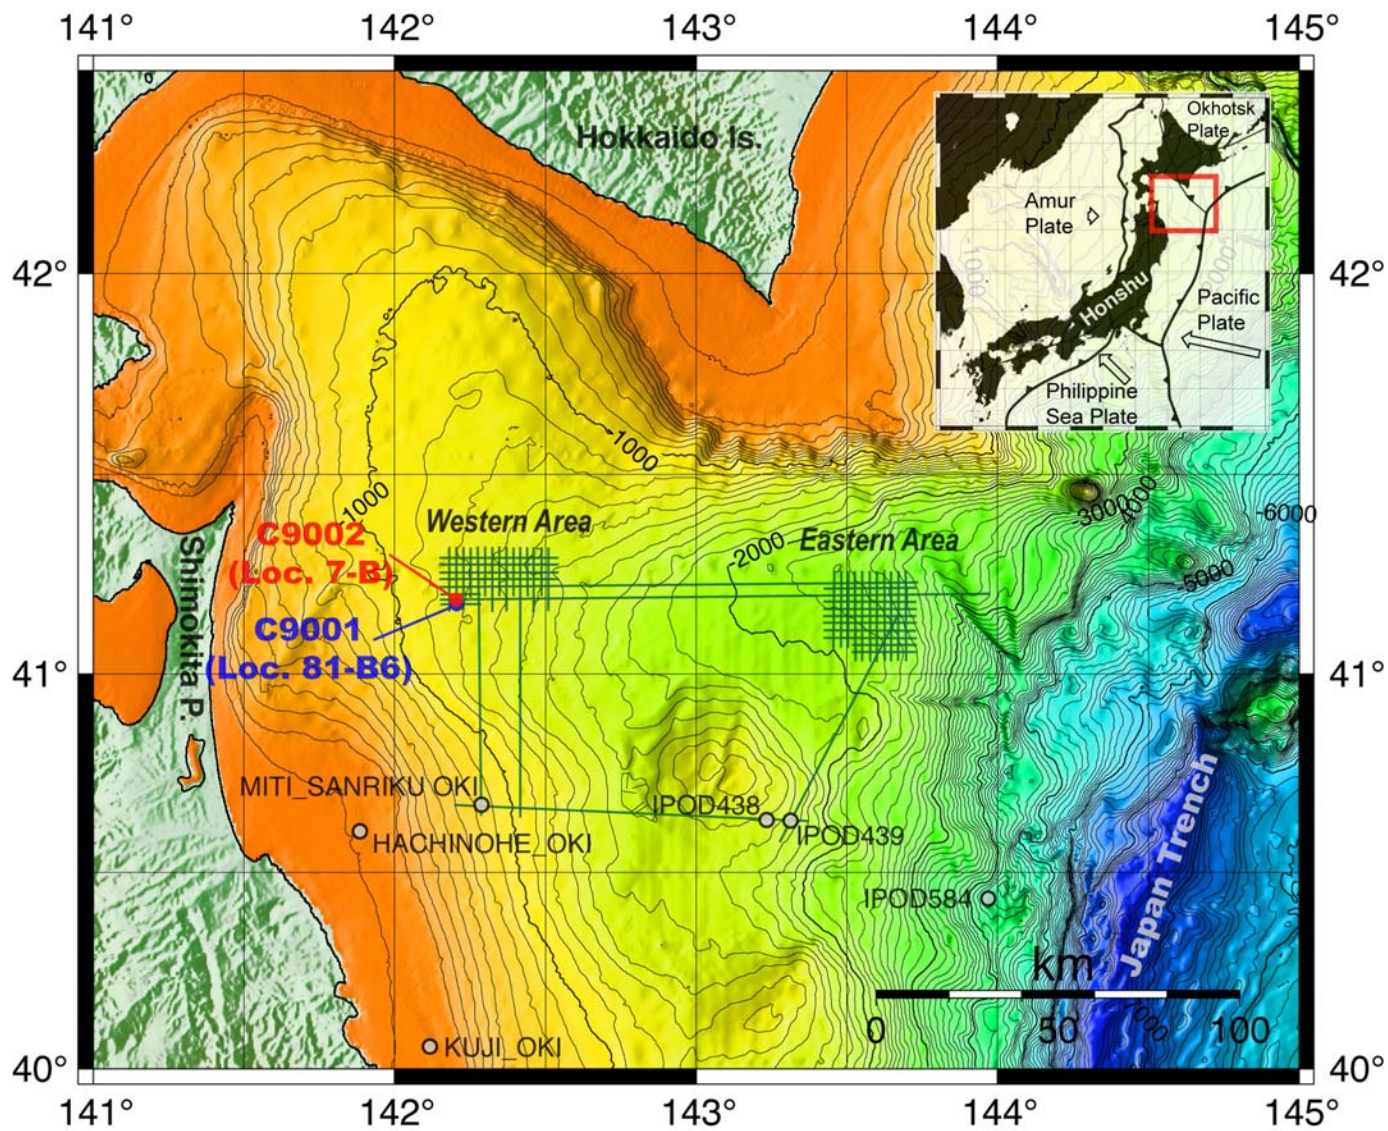 141° 142° 143° 144° 145°
Hokkaido Is.
Okhotsk
Plate
Amur
Plate
Honshu
Pacific
Plate
Philippine
Sea Plate
-1000
42° 42°
-1000
-1000
Western Area
Eastern Area
-2000
-3000
-4000
-5000
-6000
C9002
(Loc. 7-B)
C9001
(Loc. 81-B6)
Shimokita P.
41° 41°
MITI_SANRIKU OKI
HACHINOHE_OKI
IPOD438
IPOD439
IPOD584
Japan Trench
km
0 50 100
KUJI_OKI
40° 40°
141° 142° 143° 144° 145°